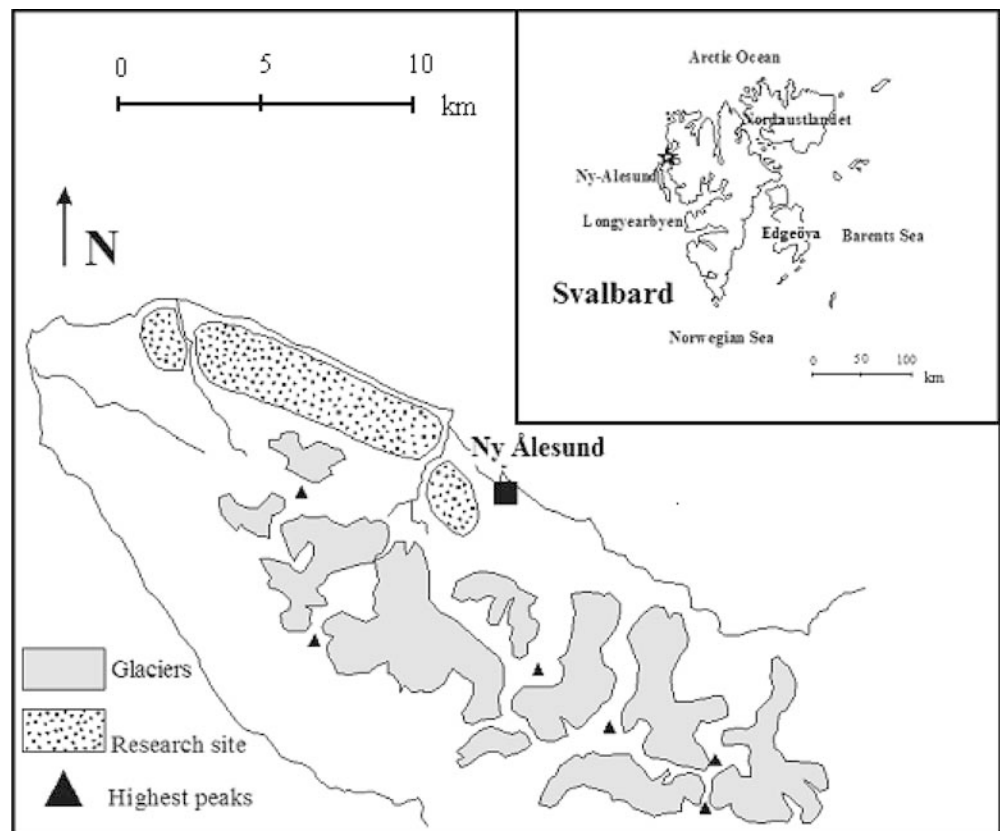 0 5 10
km
N
Arctic Ocean
Nordaustlandet
Ny-Alesund
Longyearbyen
Edgeöya
Barents Sea
Svalbard
Norwegian Sea
0 50 100
km
Ny Ålesund
Glaciers
Research site
Highest peaks